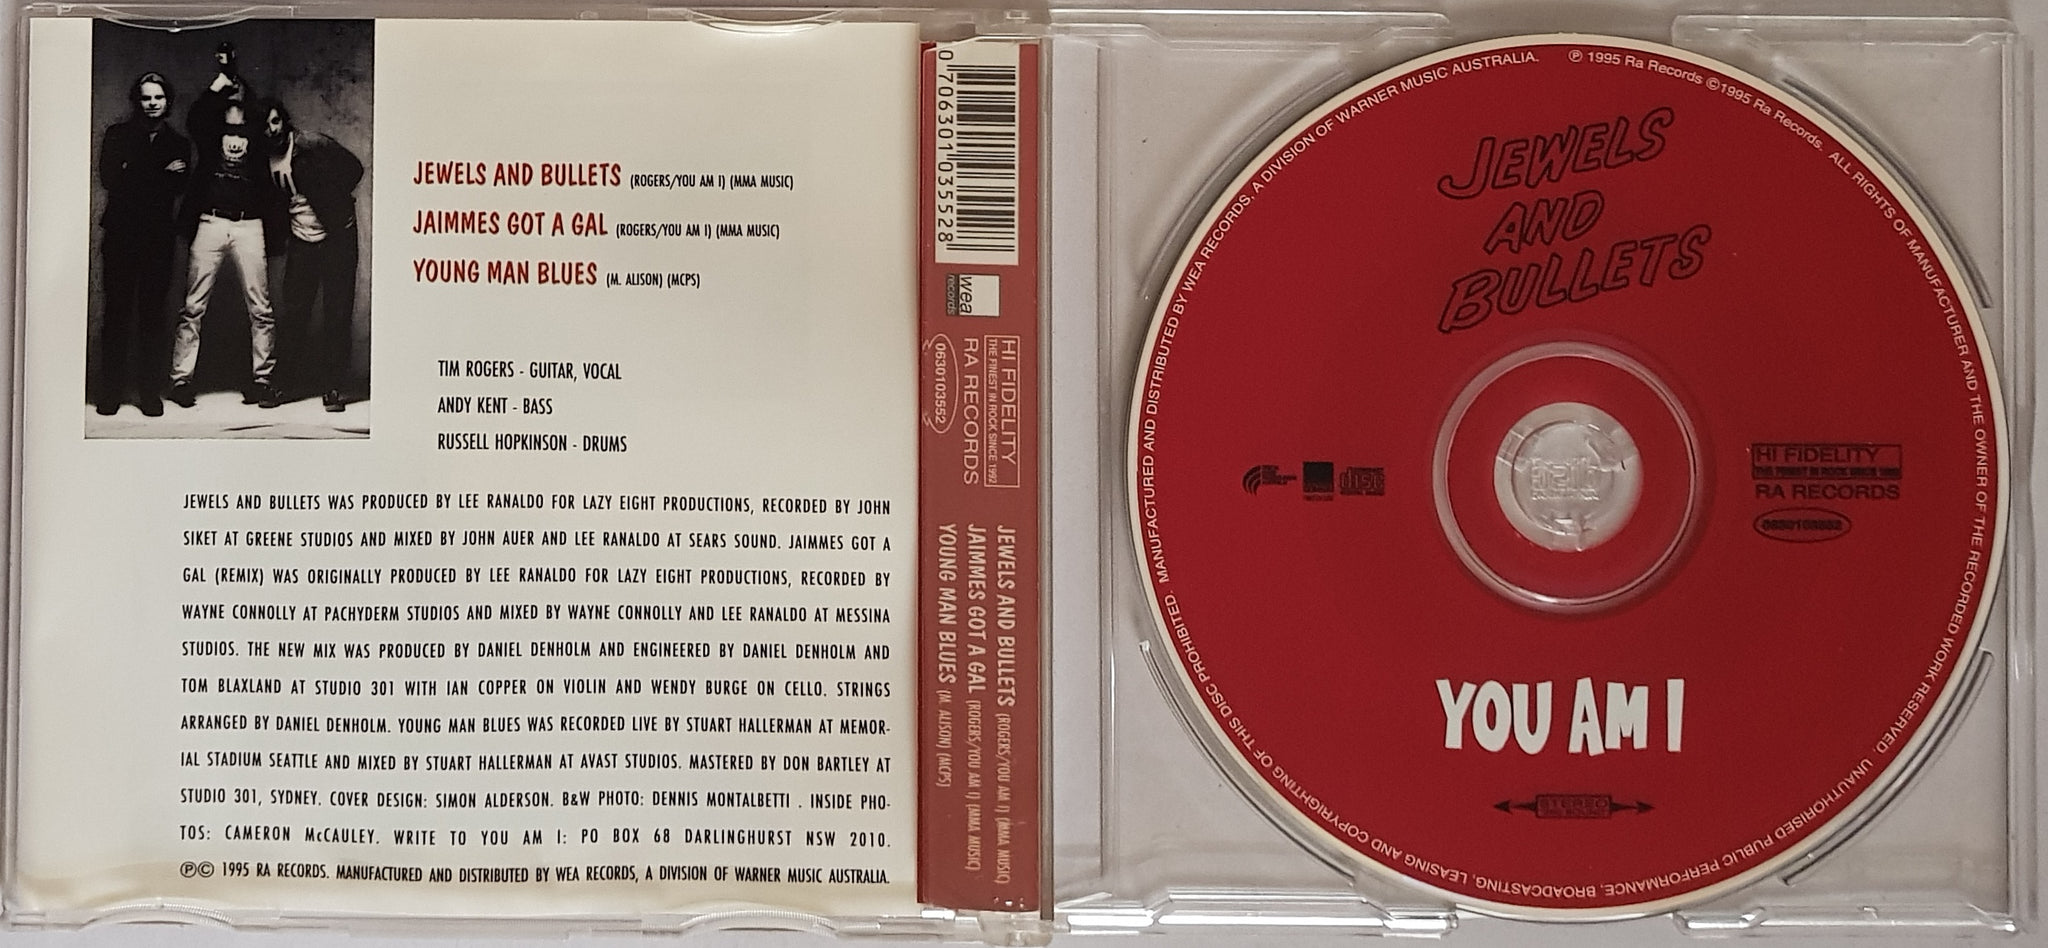 JEWELS AND BULLETS (ROGERS/YOU AM I) (MMA MUSIC)
JAIMMES GOT A GAL (ROGERS/YOU AM I) (MMA MUSIC)
YOUNG MAN BLUES (M. ALISON) (MCPS)
TIM ROGERS - GUITAR, VOCAL
ANDY KENT - BASS
RUSSELL HOPKINSON - DRUMS
JEWELS AND BULLETS WAS PRODUCED BY LEE RANALDO FOR LAZY EIGHT PRODUCTIONS, RECORDED BY JOHN
SIKET AT GREENE STUDIOS AND MIXED BY JOHN AUER AND LEE RANALDO AT SEARS SOUND. JAIMMES GOT A
GAL (REMIX) WAS ORIGINALLY PRODUCED BY LEE RANALDO FOR LAZY EIGHT PRODUCTIONS, RECORDED BY
WAYNE CONNOLLY AT PACHYDERM STUDIOS AND MIXED BY WAYNE CONNOLLY AND LEE RANALDO AT MESSINA
STUDIOS. THE NEW MIX WAS PRODUCED BY DANIEL DENHOLM AND ENGINEERED BY DANIEL DENHOLM AND
TOM BLAXLAND AT STUDIO 301 WITH IAN COPPER ON VIOLIN AND WENDY BURGE ON CELLO. STRINGS
ARRANGED BY DANIEL DENHOLM. YOUNG MAN BLUES WAS RECORDED LIVE BY STUART HALLERMAN AT MEMOR-
IAL STADIUM SEATTLE AND MIXED BY STUART HALLERMAN AT AVAST STUDIOS. MASTERED BY DON BARTLEY AT
STUDIO 301, SYDNEY. COVER DESIGN: SIMON ALDERSON. B&W PHOTO: DENNIS MONTALBETTI . INSIDE PHO-
TOS: CAMERON McCAULEY. WRITE TO YOU AM I: PO BOX 68 DARLINGHURST NSW 2010.
℗© 1995 RA RECORDS. MANUFACTURED AND DISTRIBUTED BY WEA RECORDS, A DIVISION OF WARNER MUSIC AUSTRALIA.
0 706301 035528
wea
records
HI FIDELITY
THE FINEST IN ROCK SINCE 1992
RA RECORDS
0630103552
JEWELS AND BULLETS (ROGERS/YOU AM I) (MMA MUSIC)
JAIMMES GOT A GAL (ROGERS/YOU AM I) (MMA MUSIC)
YOUNG MAN BLUES (M. ALISON) (MCPS)
℗ 1995 Ra Records ©1995 Ra Records. ALL RIGHTS OF MANUFACTURER AND THE OWNER OF THE RECORDED WORK RESERVED. UNAUTHORISED PUBLIC PERFORMANCE, BROADCASTING, LEASING AND COPYRIGHTING OF THIS DISC PROHIBITED. MANUFACTURED AND DISTRIBUTED BY WEA RECORDS, A DIVISION OF WARNER MUSIC AUSTRALIA.
JEWELS
AND
BULLETS
HI FIDELITY
THE FINEST IN ROCK SINCE 1992
RA RECORDS
0630103552
disc
YOU AM I
STEREO